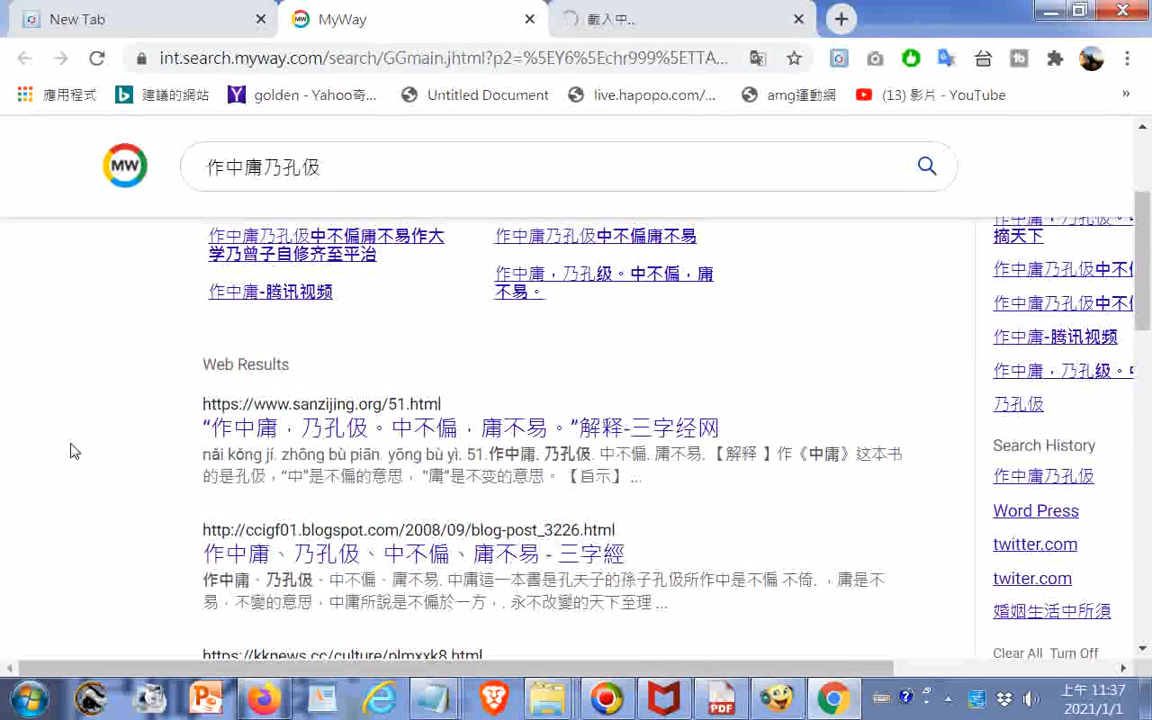 New Tab
MyWay
載入中...
int.search.myway.com/search/GGmain.jhtml?p2=%5EY6%5Echr999%5ETTA...
應用程式
建議的網站
golden - Yahoo奇...
Untitled Document
live.hapopo.com/...
amg運動網
(13) 影片 - YouTube
»
MW
作中庸乃孔伋
作中庸乃孔伋中不偏庸不易作大
学乃曾子自修齐至平治
作中庸-腾讯视频
作中庸乃孔伋中不偏庸不易
作中庸，乃孔级。中不偏，庸
不易。
摘天下
作中庸乃孔伋中不
作中庸乃孔伋中不
作中庸-腾讯视频
作中庸，乃孔级。
乃孔伋
Web Results
https://www.sanzijing.org/51.html
“作中庸，乃孔伋。中不偏，庸不易。”解释-三字经网
nái kǒng jí. zhōng bù piān. yōng bù yì. 51.作中庸. 乃孔伋. 中不偏. 庸不易. 【解释 】作《中庸》这本书
的是孔伋，“中”是不偏的意思， “庸”是不变的意思。 【启示】 ...
http://ccigf01.blogspot.com/2008/09/blog-post_3226.html
作中庸、乃孔伋、中不偏、庸不易 - 三字經
作中庸、乃孔伋、中不偏、庸不易. 中庸這一本書是孔夫子的孫子孔伋所作中是不偏 不倚. ，庸是不
易，不變的意思，中庸所說是不偏於一方，. 永不改變的天下至理 ...
https://kknews.cc/culture/plmxxk8.html
Search History
作中庸乃孔伋
Word Press
twitter.com
twiter.com
婚姻生活中所須
Clear All Turn Off
上午 11:37
2021/1/1